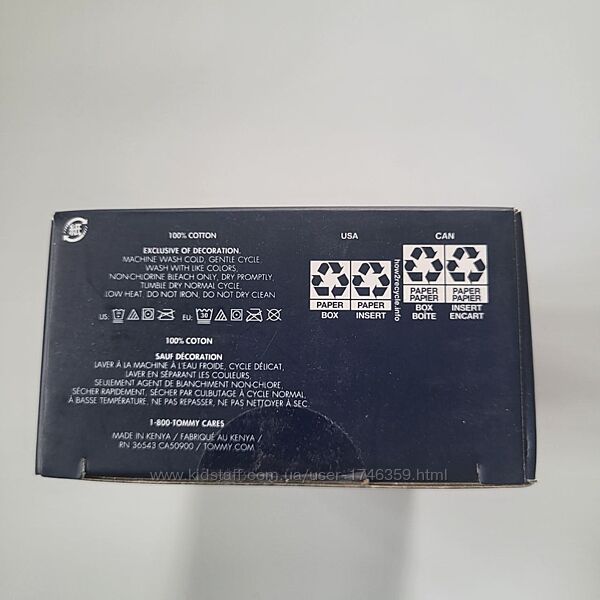 紙
100% COTTON
EXCLUSIVE OF DECORATION.
MACHINE WASH COLD, GENTLE CYCLE,
WASH WITH LIKE COLORS,
NON-CHLORINE BLEACH ONLY, DRY PROMPTLY,
TUMBLE DRY NORMAL CYCLE,
LOW HEAT, DO NOT IRON, DO NOT DRY CLEAN
US:
EU:
100% COTON
SAUF DÉCORATION
LAVER À LA MACHINE À L'EAU FROIDE, CYCLE DÉLICAT,
LAVER EN SÉPARANT LES COULEURS,
SEULEMENT AGENT DE BLANCHIMENT NON-CHLORE,
SÉCHER RAPIDEMENT, SÉCHER PAR CULBUTAGE À CYCLE NORMAL,
À BASSE TEMPÉRATURE, NE PAS REPASSER, NE PAS NETTOYER À SEC
1-800-TOMMY CARES
MADE IN KENYA / FABRIQUÉ AU KENYA /
RN 36543 CA50900 / TOMMY.COM
USA
PAPER
BOX
PAPER
INSERT
how2recycle.info
CAN
PAPER
PAPIER
BOX
BOÎTE
PAPER
PAPIER
INSERT
ENCART
www.kidstaff.com.ua/user-1746359.html